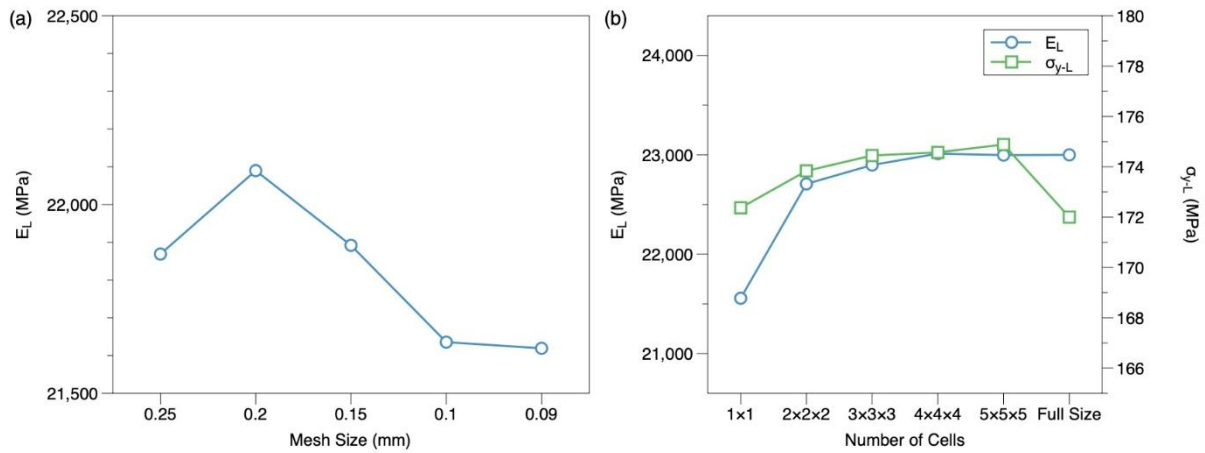 (a)
22,500
22,000
21,500
E_L (MPa)
0.25 0.2 0.15 0.1 0.09
Mesh Size (mm)
(b)
24,000
23,000
22,000
21,000
E_L (MPa)
E_L
σ_y-L
180
178
176
174
172
170
168
166
σ_y-L (MPa)
1×1 2×2×2 3×3×3 4×4×4 5×5×5 Full Size
Number of Cells